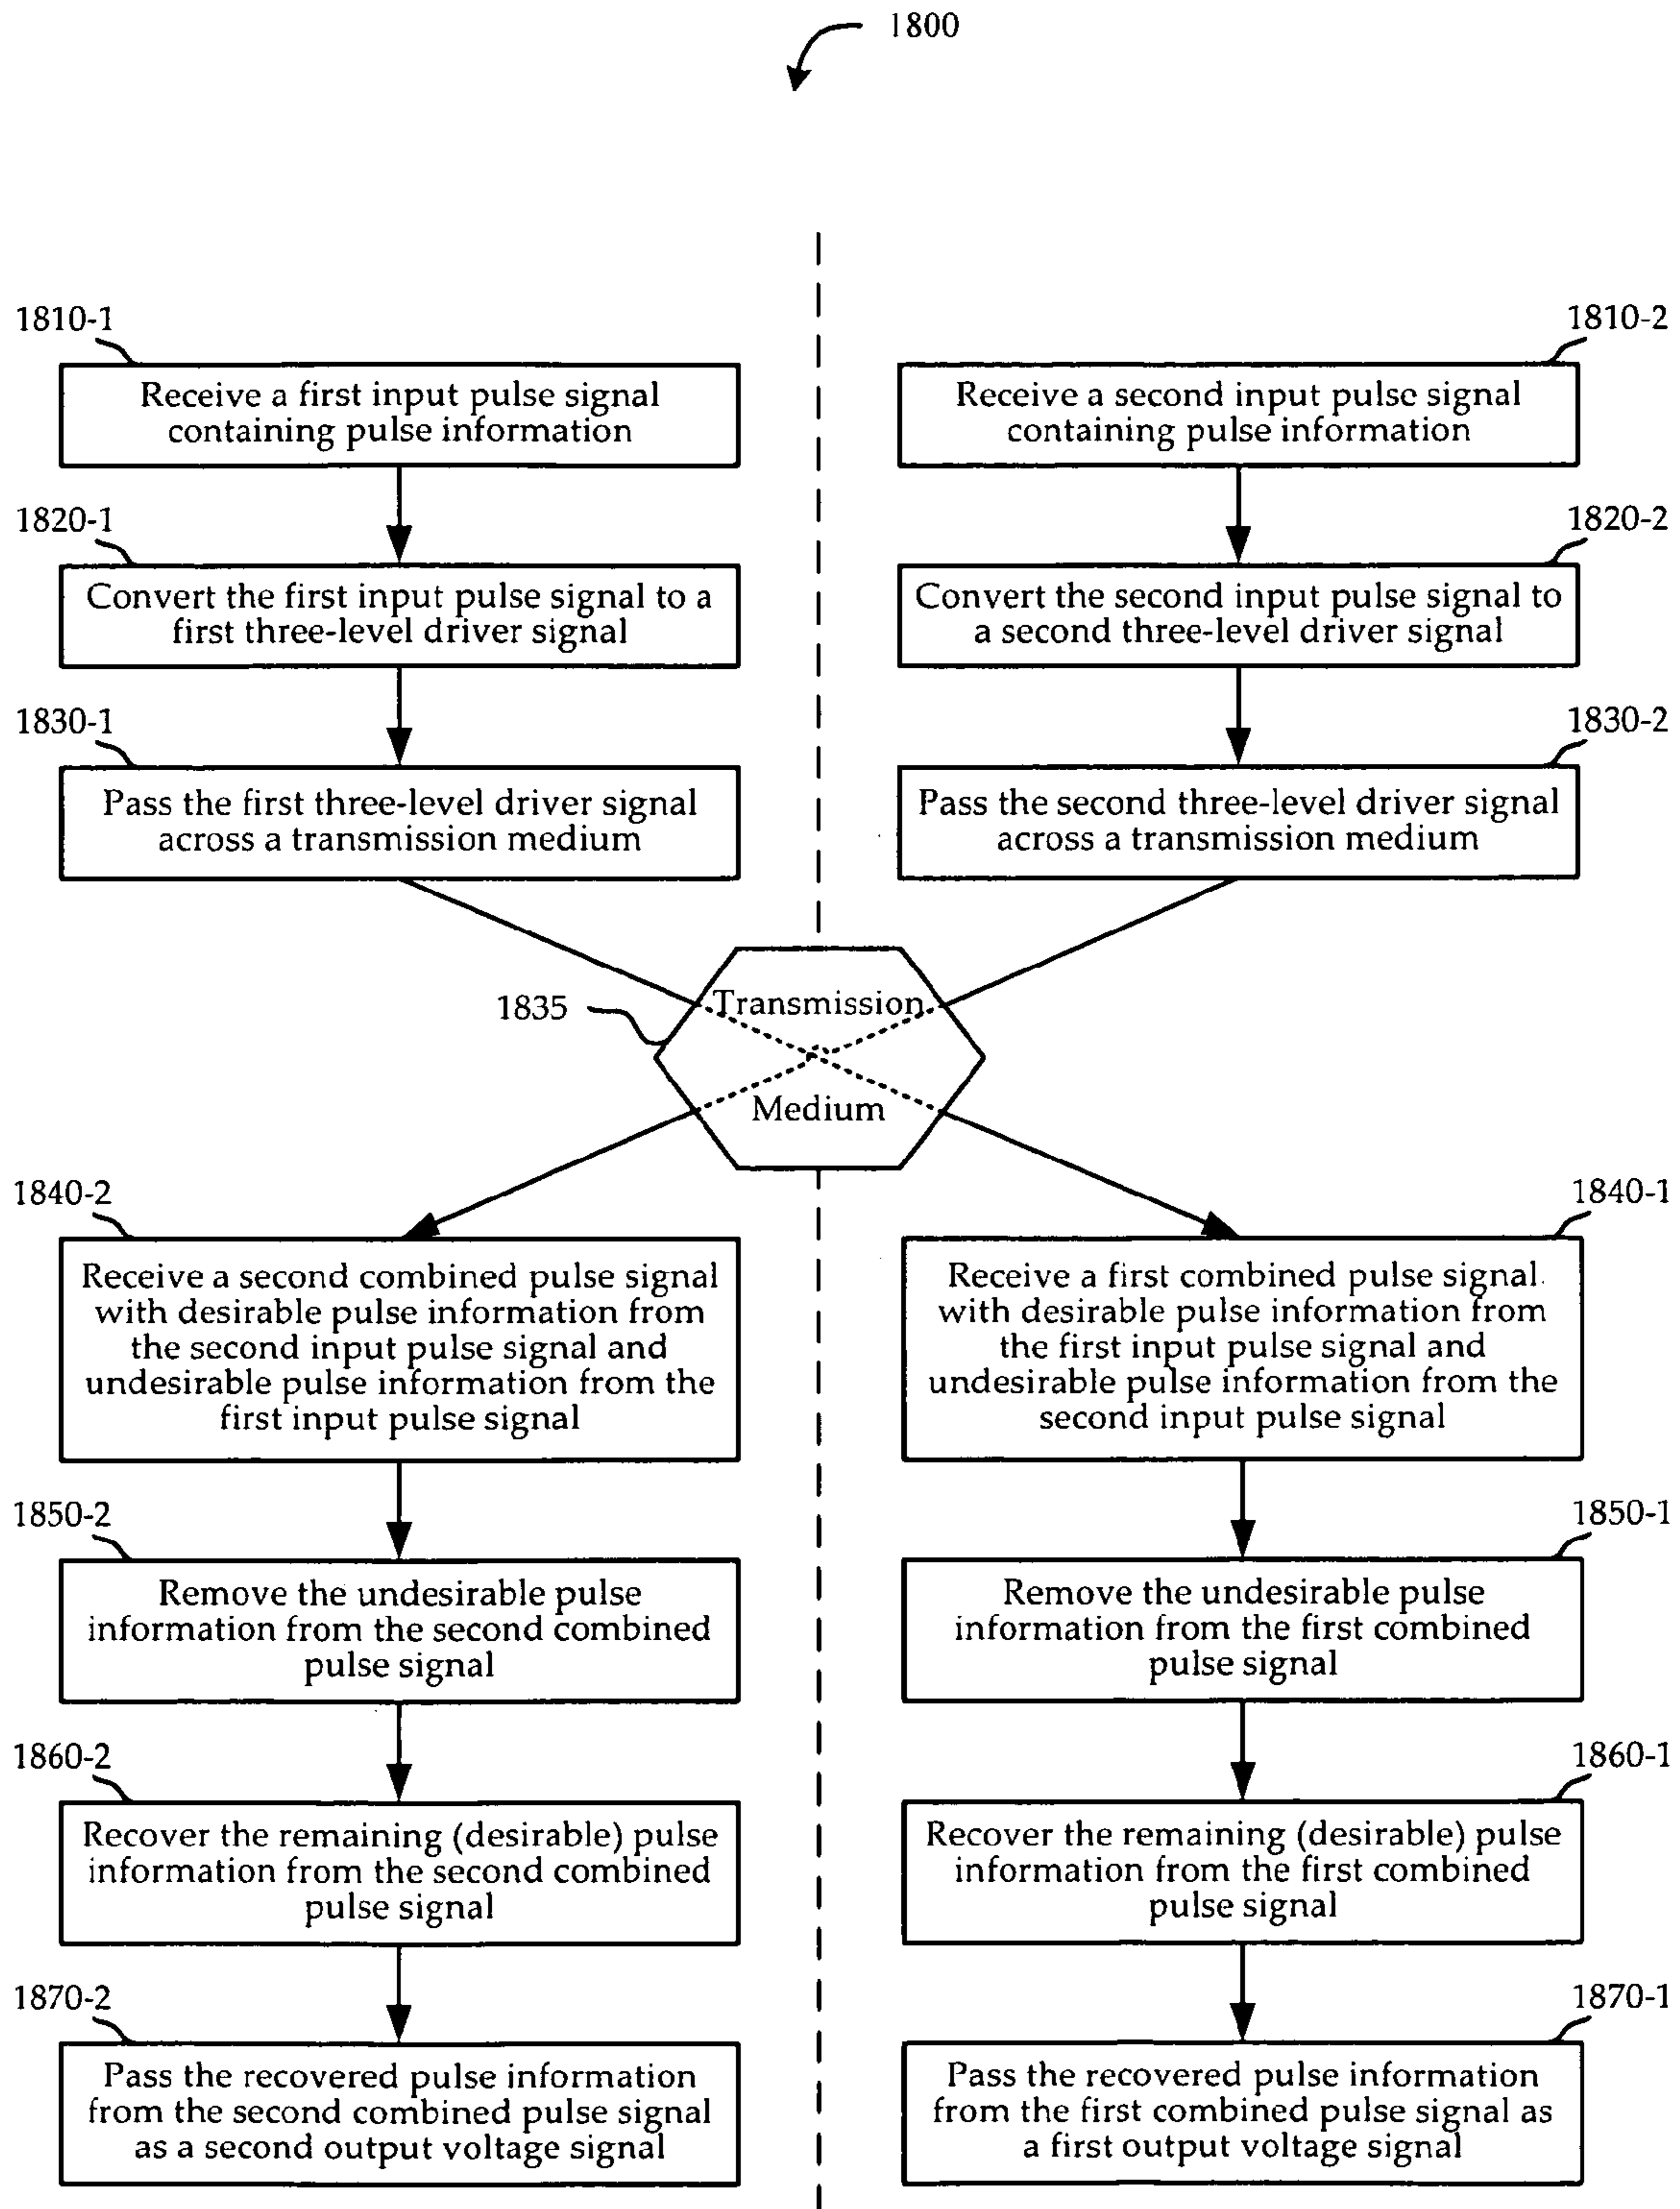 1800
1810-1
Receive a first input pulse signal
containing pulse information
1810-2
Receive a second input pulse signal
containing pulse information
1820-1
Convert the first input pulse signal to a
first three-level driver signal
1820-2
Convert the second input pulse signal to
a second three-level driver signal
1830-1
Pass the first three-level driver signal
across a transmission medium
1830-2
Pass the second three-level driver signal
across a transmission medium
1835
Transmission
Medium
1840-2
Receive a second combined pulse signal
with desirable pulse information from
the second input pulse signal and
undesirable pulse information from the
first input pulse signal
1840-1
Receive a first combined pulse signal
with desirable pulse information from
the first input pulse signal and
undesirable pulse information from the
second input pulse signal
1850-2
Remove the undesirable pulse
information from the second combined
pulse signal
1850-1
Remove the undesirable pulse
information from the first combined
pulse signal
1860-2
Recover the remaining (desirable) pulse
information from the second combined
pulse signal
1860-1
Recover the remaining (desirable) pulse
information from the first combined
pulse signal
1870-2
Pass the recovered pulse information
from the second combined pulse signal
as a second output voltage signal
1870-1
Pass the recovered pulse information
from the first combined pulse signal as
a first output voltage signal